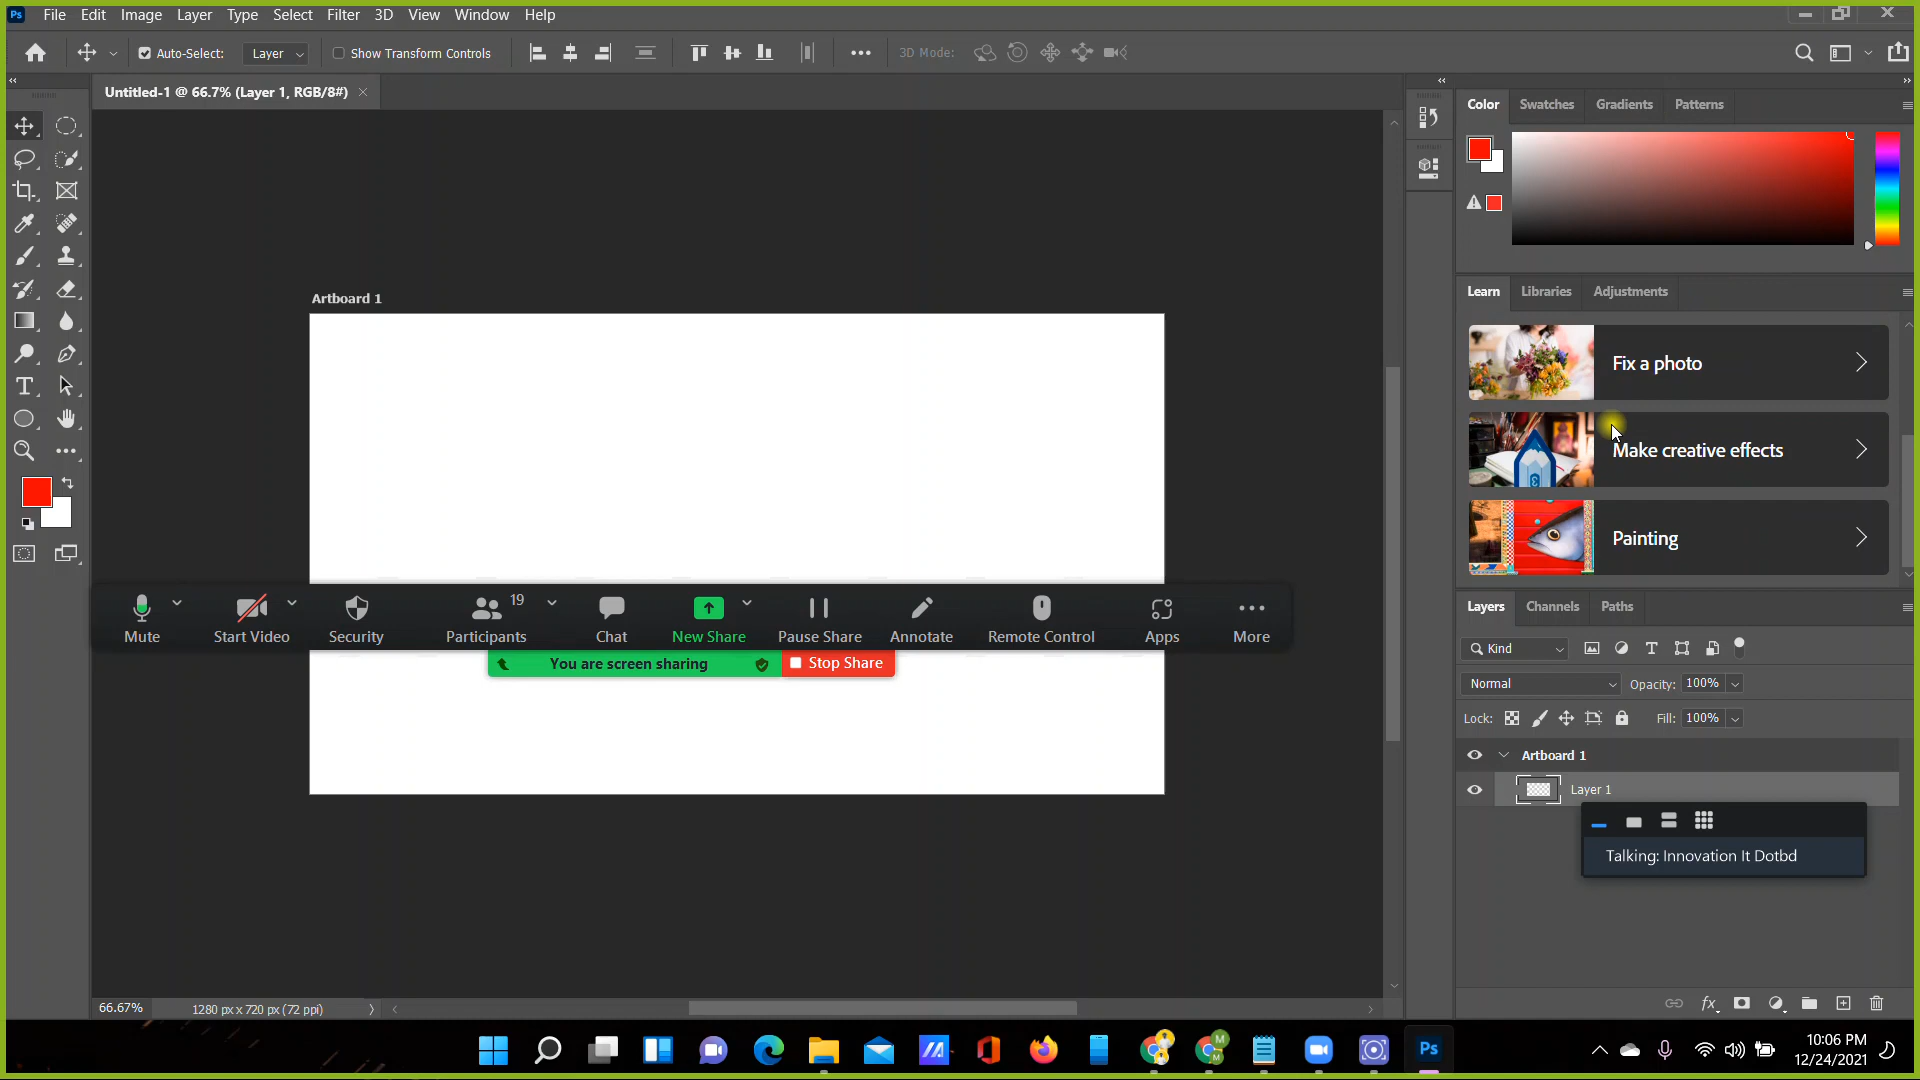 Ps File Edit Image Layer Type Select Filter 3D View Window Help
Auto-Select: Layer Show Transform Controls 3D Mode:
Untitled-1 @ 66.7% (Layer 1, RGB/8#)
Color Swatches Gradients Patterns
Artboard 1
Learn Libraries Adjustments
Fix a photo
Make creative effects
Painting
19
Mute Start Video Security Participants Chat New Share Pause Share Annotate Remote Control Apps More
You are screen sharing Stop Share
Layers Channels Paths
Kind
Normal Opacity: 100%
Lock: Fill: 100%
Artboard 1
Layer 1
Talking: Innovation It Dotbd
66.67% 1280 px x 720 px (72 ppi)
Ps
10:06 PM
12/24/2021